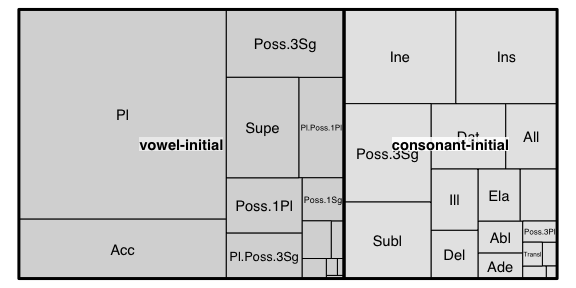 Pl
Acc
vowel-initial
Poss.3Sg
Supe
Pl.Poss.1Pl
Poss.1Pl
Poss.1Sg
Pl.Poss.3Sg
Ine
Ins
Poss.3Sg
Dat
All
consonant-initial
Ill
Ela
Subl
Del
Abl
Poss.3Pl
Transl
Ade